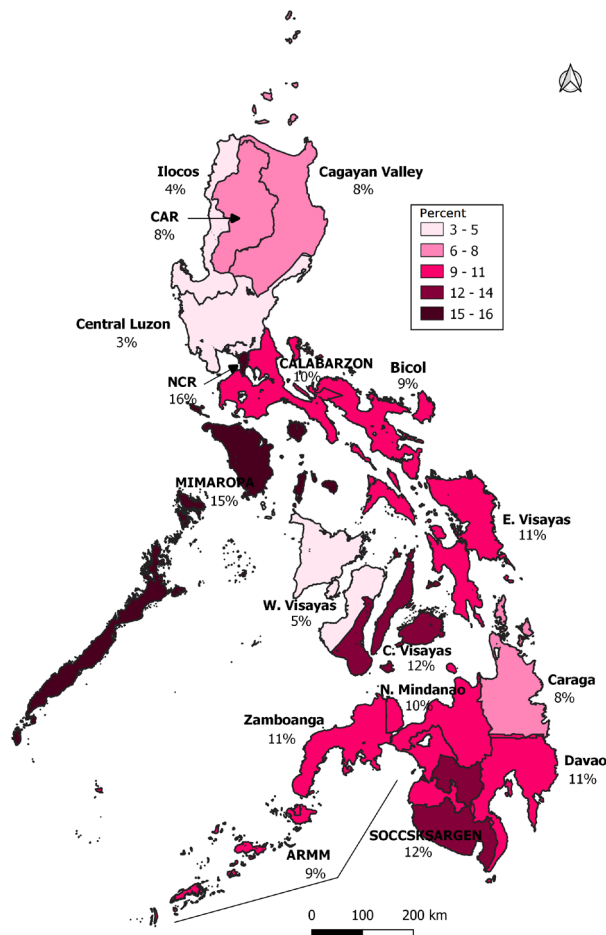 Ilocos
4%
Cagayan Valley
8%
CAR
8%
Percent
3 - 5
6 - 8
9 - 11
12 - 14
15 - 16
Central Luzon
3%
CALABARZON
10%
Bicol
9%
NCR
16%
MIMAROPA
15%
E. Visayas
11%
W. Visayas
5%
C. Visayas
12%
N. Mindanao
10%
Caraga
8%
Zamboanga
11%
Davao
11%
SOCCSKSARGEN
12%
ARMM
9%
0 100 200 km